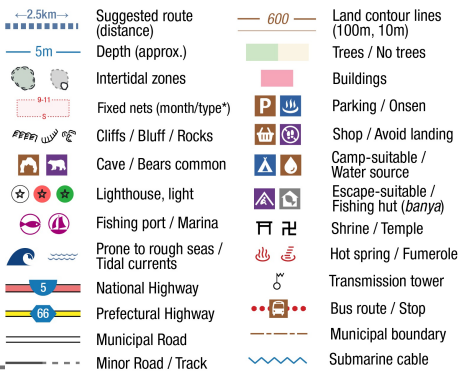 ←2.5km→ Suggested route
(distance)
5m Depth (approx.)
Intertidal zones
9-11
S
Fixed nets (month/type*)
Cliffs / Bluff / Rocks
Cave / Bears common
Lighthouse, light
Fishing port / Marina
Prone to rough seas /
Tidal currents
5 National Highway
66 Prefectural Highway
Municipal Road
Minor Road / Track
600 Land contour lines
(100m, 10m)
Trees / No trees
Buildings
P Parking / Onsen
Shop / Avoid landing
Camp-suitable /
Water source
Escape-suitable /
Fishing hut (banya)
卍 Shrine / Temple
Hot spring / Fumerole
Transmission tower
Bus route / Stop
Municipal boundary
Submarine cable